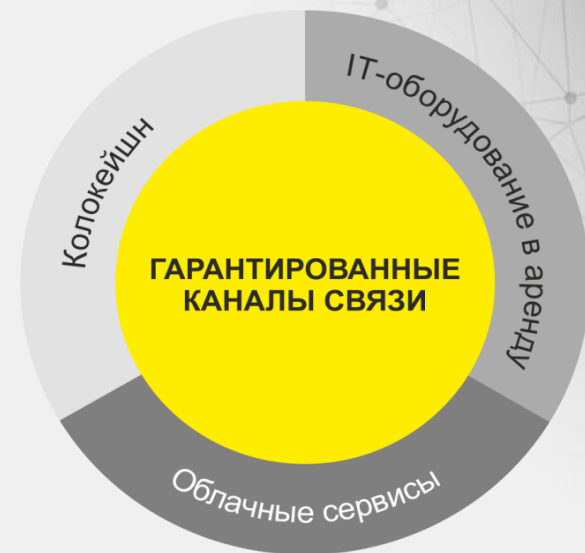 Колокейшн
IT-оборудование в аренду
ГАРАНТИРОВАННЫЕ
КАНАЛЫ СВЯЗИ
Облачные сервисы